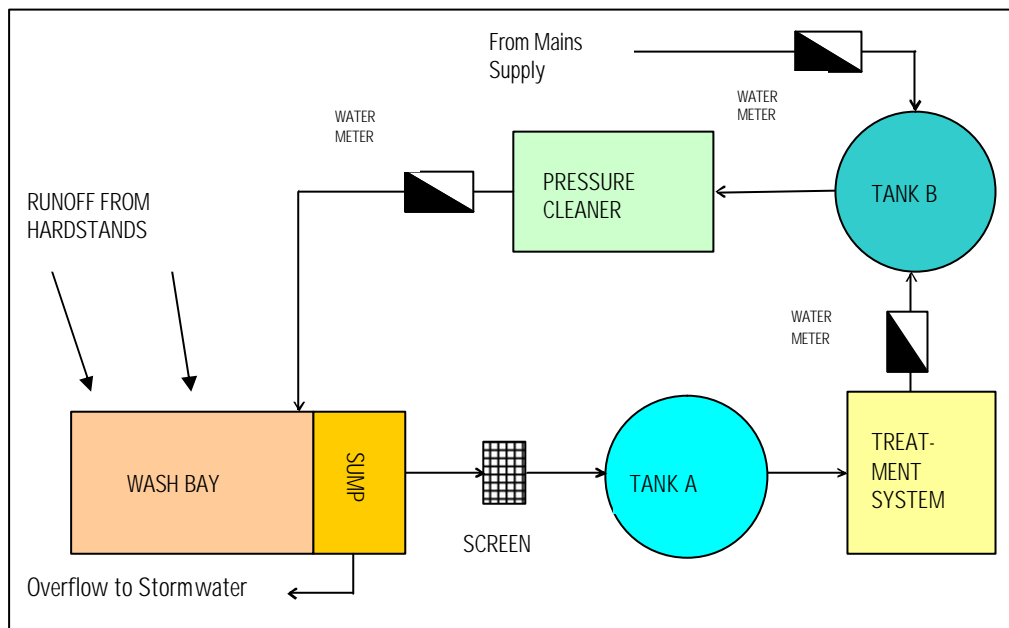 From Mains
Supply
WATER
METER
WATER
METER
PRESSURE
CLEANER
TANK B
RUNOFF FROM
HARDSTANDS
WATER
METER
WASH BAY
SUMP
SCREEN
TANK A
TREAT-
MENT
SYSTEM
Overflow to Stormwater